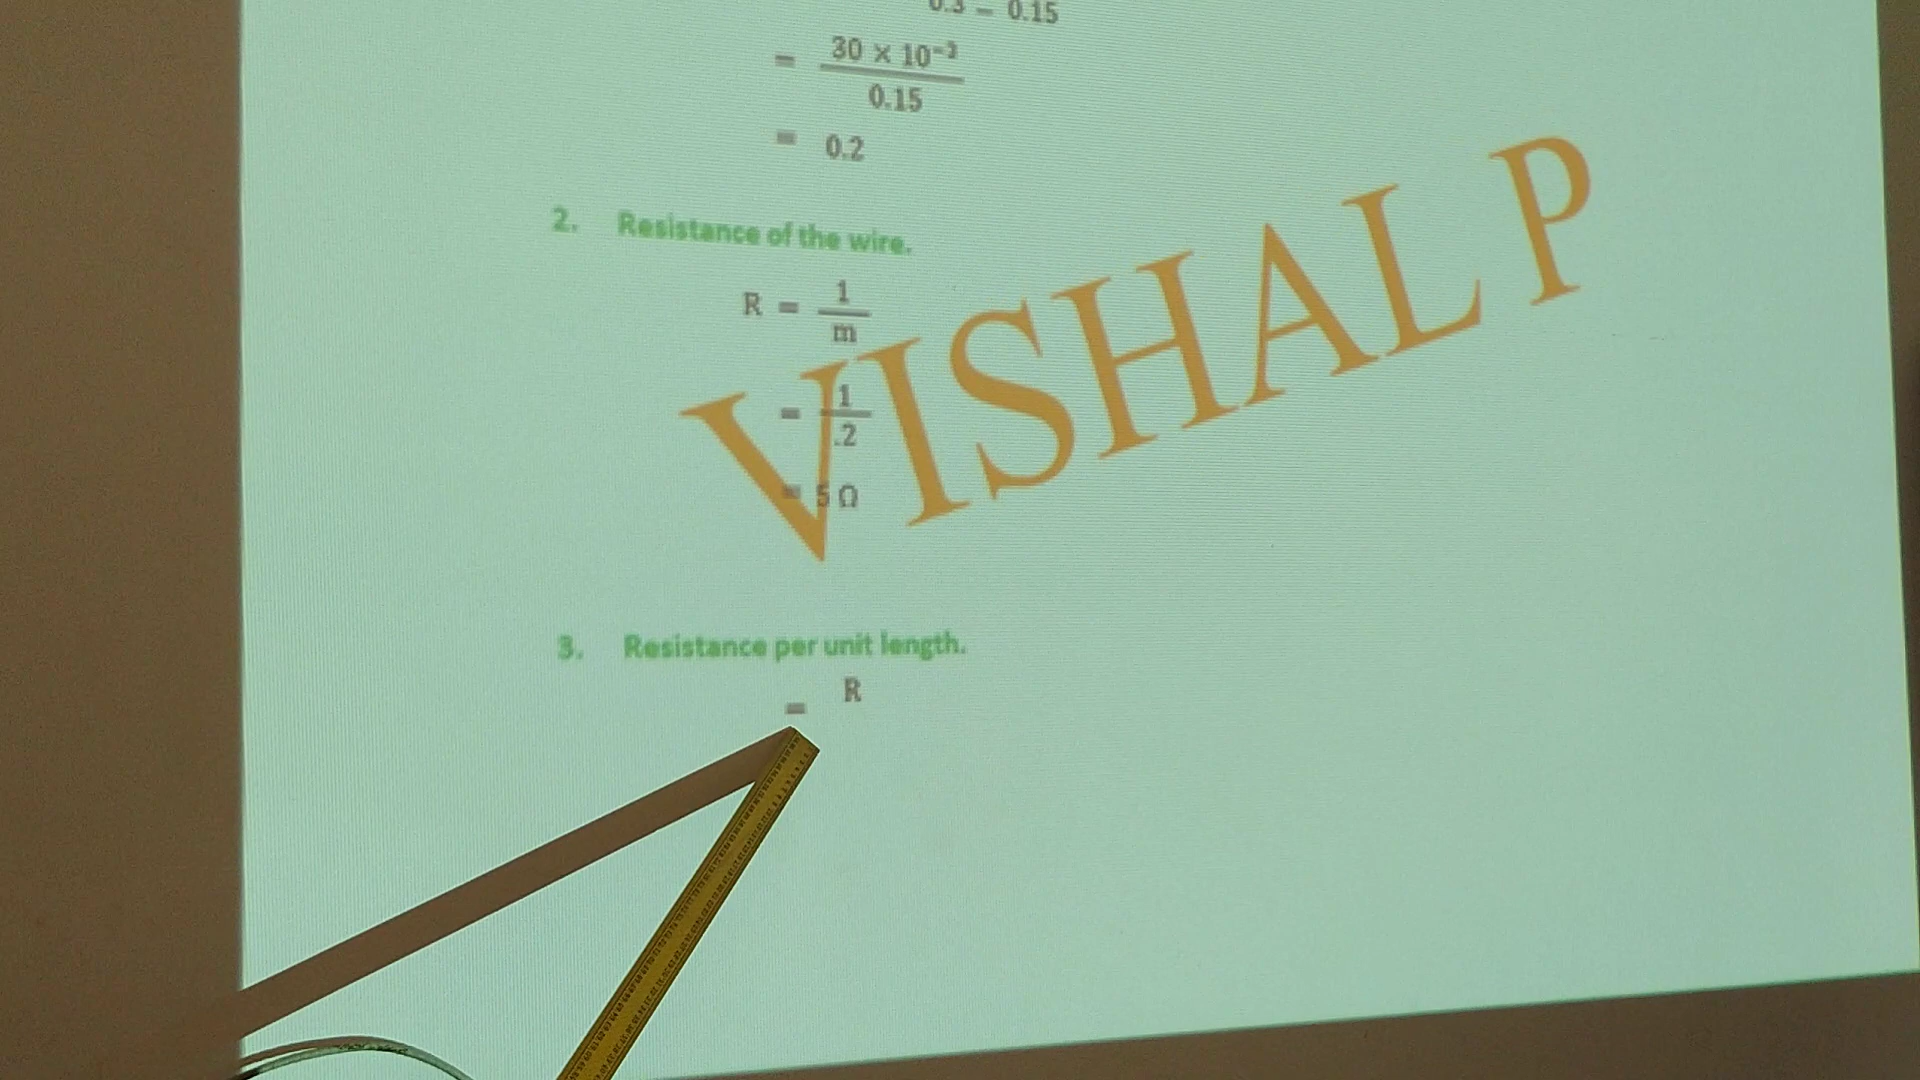 0.3 – 0.15
= 30 × 10⁻³
0.15
= 0.2
2. Resistance of the wire.
R = 1
m
= 1
.2
= 5 Ω
VISHAL P
3. Resistance per unit length.
= R